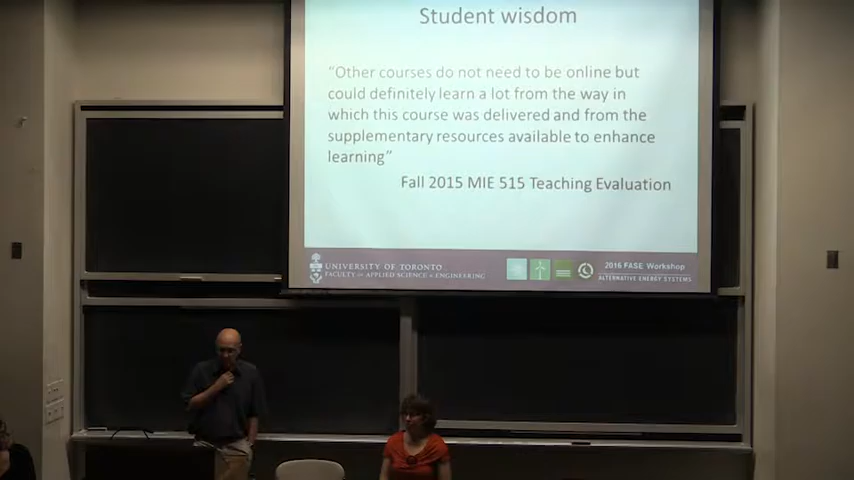 Student wisdom
“Other courses do not need to be online but
could definitely learn a lot from the way in
which this course was delivered and from the
supplementary resources available to enhance
learning”
Fall 2015 MIE 515 Teaching Evaluation
UNIVERSITY OF TORONTO
FACULTY OF APPLIED SCIENCE & ENGINEERING
2016 FASE Workshop
ALTERNATIVE ENERGY SYSTEMS